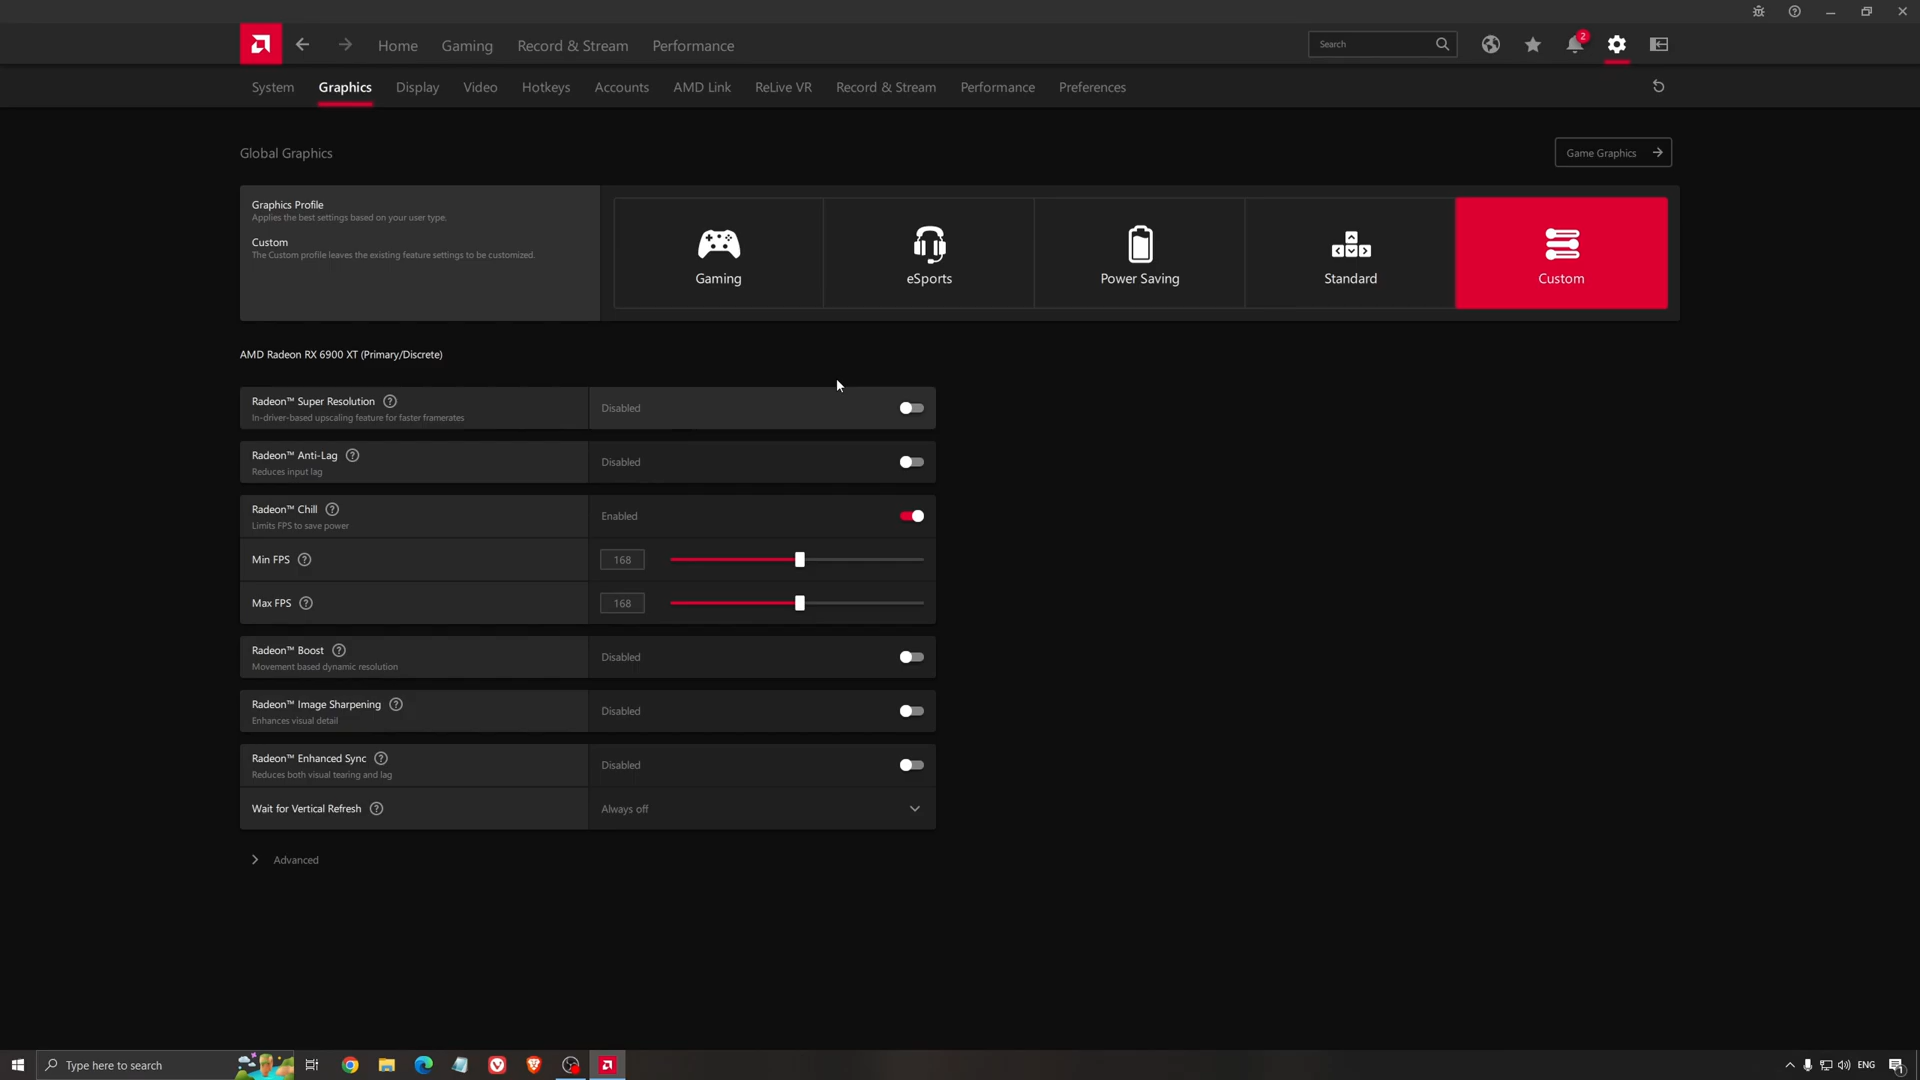 Home
Gaming
Record & Stream
Performance
Search
2
System
Graphics
Display
Video
Hotkeys
Accounts
AMD Link
ReLive VR
Record & Stream
Performance
Preferences
Global Graphics
Game Graphics
Graphics Profile
Applies the best settings based on your user type.
Custom
The Custom profile leaves the existing feature settings to be customized.
Gaming
eSports
Power Saving
Standard
Custom
AMD Radeon RX 6900 XT (Primary/Discrete)
Radeon™ Super Resolution
In-driver-based upscaling feature for faster framerates
Disabled
Radeon™ Anti-Lag
Reduces input lag
Disabled
Radeon™ Chill
Limits FPS to save power
Enabled
Min FPS
168
Max FPS
168
Radeon™ Boost
Movement based dynamic resolution
Disabled
Radeon™ Image Sharpening
Enhances visual detail
Disabled
Radeon™ Enhanced Sync
Reduces both visual tearing and lag
Disabled
Wait for Vertical Refresh
Always off
Advanced
Type here to search
ENG
1